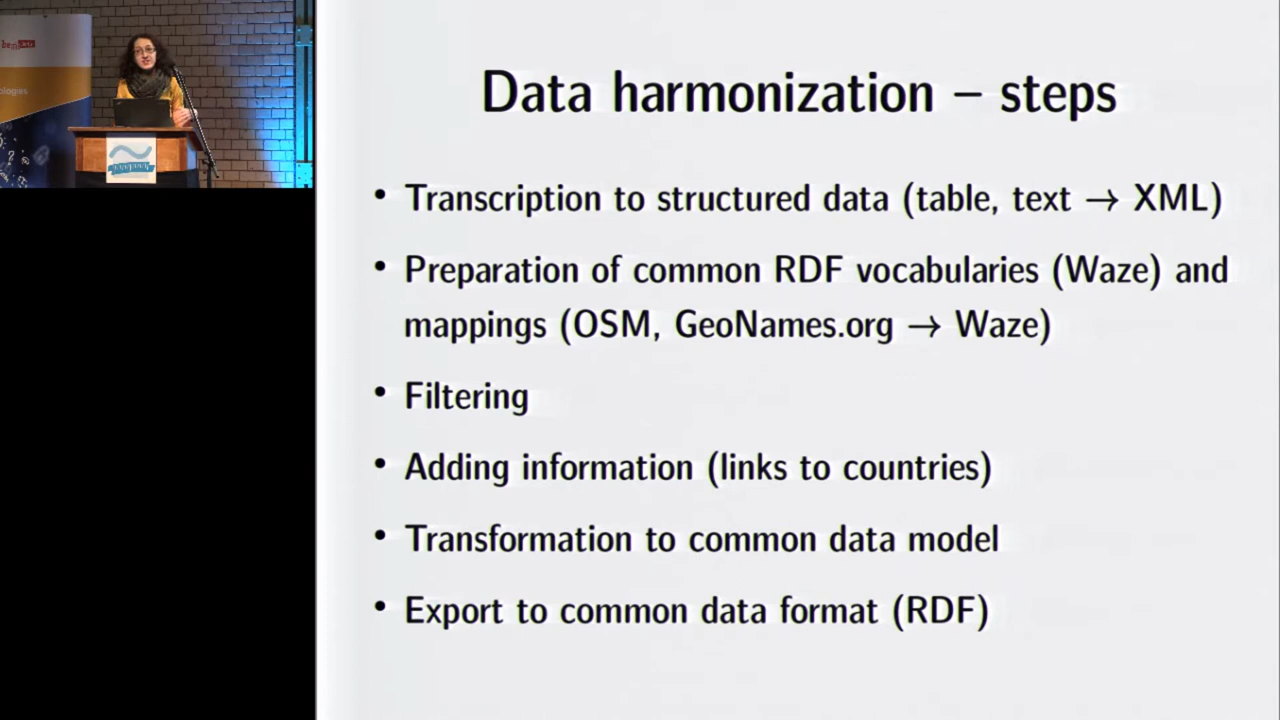 Data harmonization – steps
• Transcription to structured data (table, text → XML)
• Preparation of common RDF vocabularies (Waze) and
mappings (OSM, GeoNames.org → Waze)
• Filtering
• Adding information (links to countries)
• Transformation to common data model
• Export to common data format (RDF)
ologies